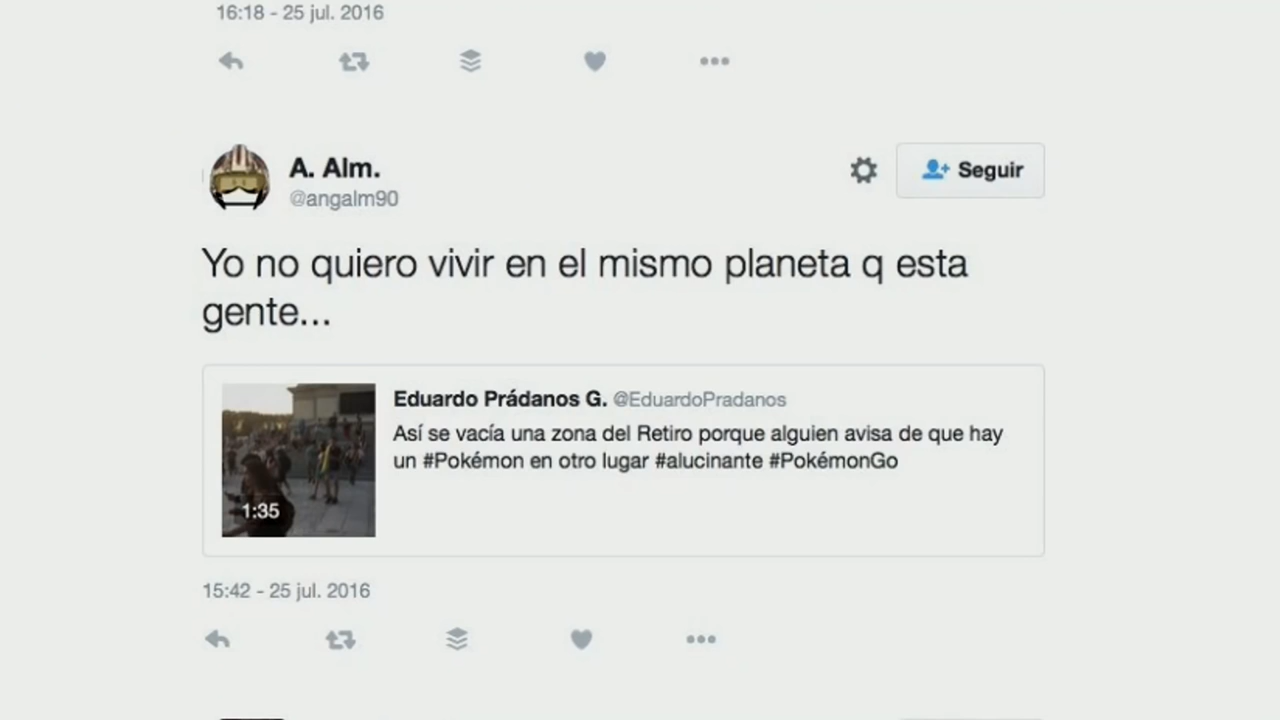 16:18 - 25 jul. 2016
A. Alm.
@angalm90
Seguir
Yo no quiero vivir en el mismo planeta q esta
gente...
Eduardo Prádanos G. @EduardoPradanos
Así se vacía una zona del Retiro porque alguien avisa de que hay
un #Pokémon en otro lugar #alucinante #PokémonGo
1:35
15:42 - 25 jul. 2016